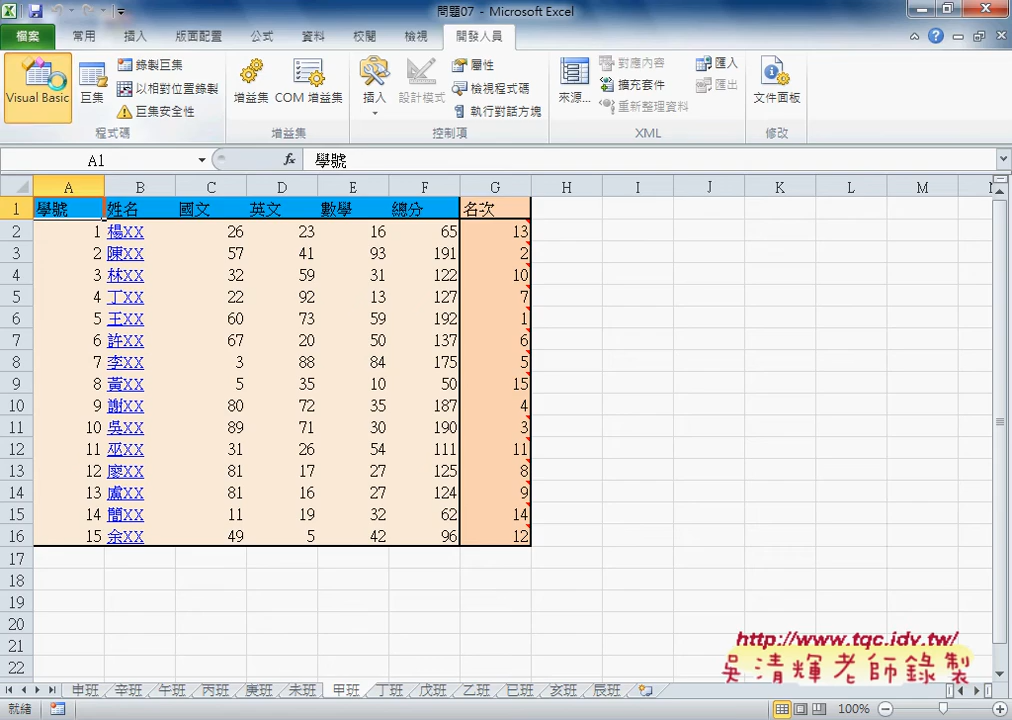 問題07 - Microsoft Excel
檔案 常用 插入 版面配置 公式 資料 校閱 檢視 開發人員
Visual Basic 巨集 錄製巨集 以相對位置錄製 巨集安全性 程式碼
增益集 COM 增益集 增益集
插入 設計模式 屬性 檢視程式碼 執行對話方塊 控制項
來源... 對應內容 擴充套件 重新整理資料 匯入 匯出 XML
文件面板 修改
A1 fx 學號
A B C D E F G H I J K L M
1 學號 姓名 國文 英文 數學 總分 名次
2 1 楊XX 26 23 16 65 13
3 2 陳XX 57 41 93 191 2
4 3 林XX 32 59 31 122 10
5 4 丁XX 22 92 13 127 7
6 5 王XX 60 73 59 192 1
7 6 許XX 67 20 50 137 6
8 7 李XX 3 88 84 175 5
9 8 黃XX 5 35 10 50 15
10 9 謝XX 80 72 35 187 4
11 10 吳XX 89 71 30 190 3
12 11 巫XX 31 26 54 111 11
13 12 廖XX 81 17 27 125 8
14 13 盧XX 81 16 27 124 9
15 14 簡XX 11 19 32 62 14
16 15 余XX 49 5 42 96 12
17
18
19
20
21
22
http://www.tqc.idv.tw/
吳清輝老師錄製
申班 辛班 午班 丙班 庚班 未班 甲班 丁班 戊班 乙班 巳班 亥班 辰班
就緒 100%